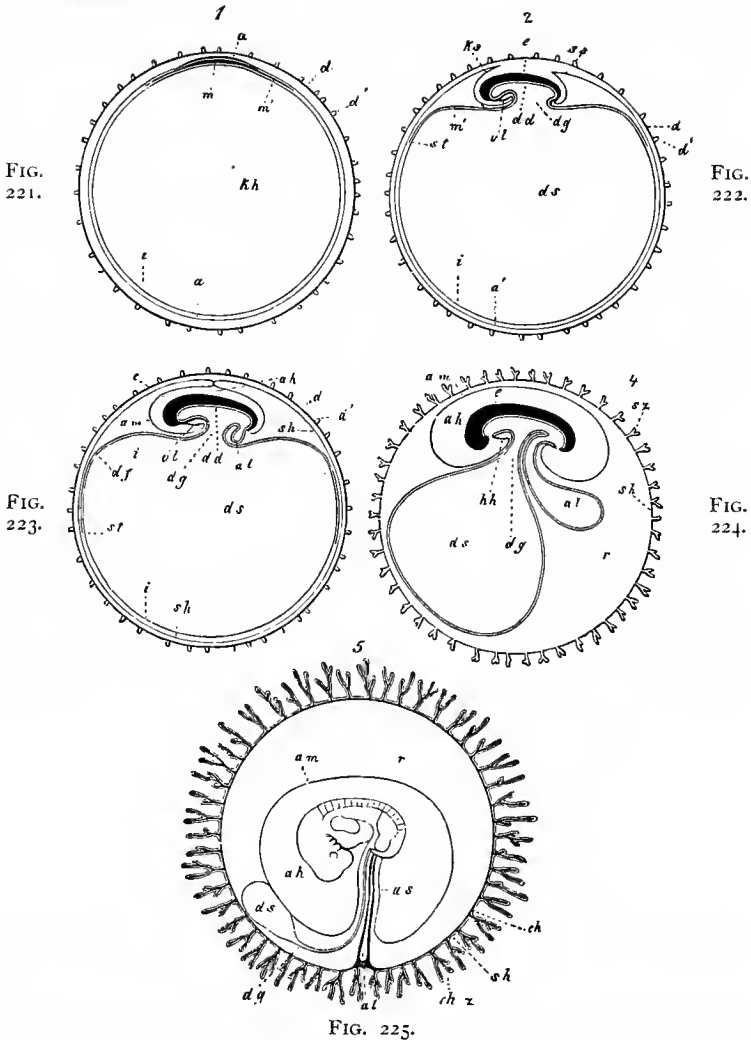 1
a
d
d'
m
m'
kh
i
a
FIG.
221.
2
ks
e
ss
m'
st
vl
dd
dg
d
d'
ds
i
a'
FIG.
222.
e
ah
d
a'
am
sh
i
vl
dg
dd
al
df
ds
st
i
sh
FIG.
223.
4
am
e
sz
ah
sh
hh
al
ds
dg
r
FIG.
224.
5
am
r
ah
as
ds
ch
sh
dg
al
ch z
FIG. 225.